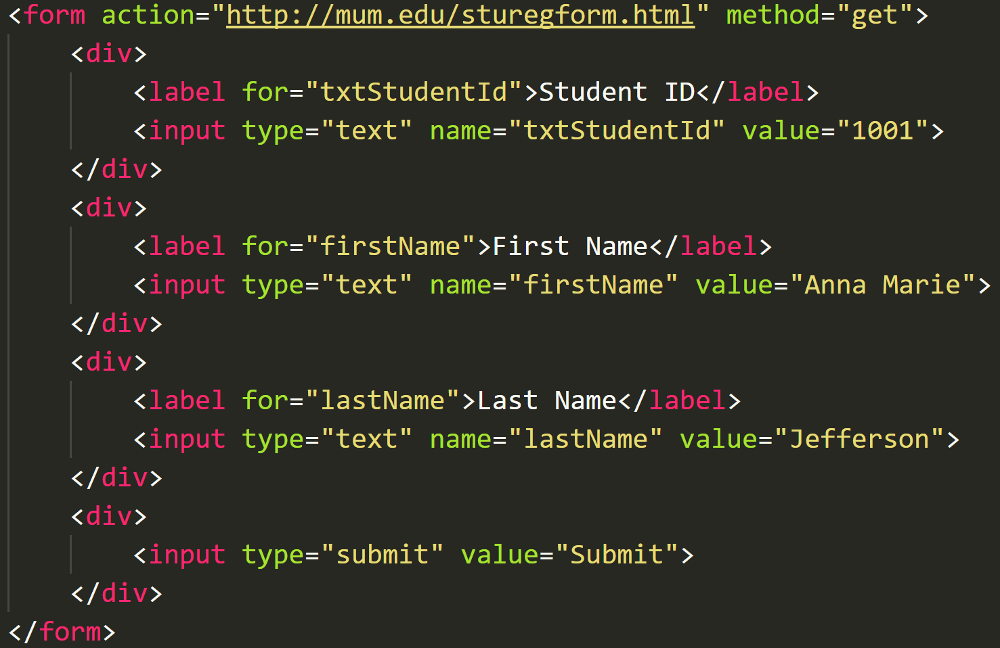 <form action="http://mum.edu/sturegform.html" method="get">
    <div>
        <label for="txtStudentId">Student ID</label>
        <input type="text" name="txtStudentId" value="1001">
    </div>
    <div>
        <label for="firstName">First Name</label>
        <input type="text" name="firstName" value="Anna Marie">
    </div>
    <div>
        <label for="lastName">Last Name</label>
        <input type="text" name="lastName" value="Jefferson">
    </div>
    <div>
        <input type="submit" value="Submit">
    </div>
</form>